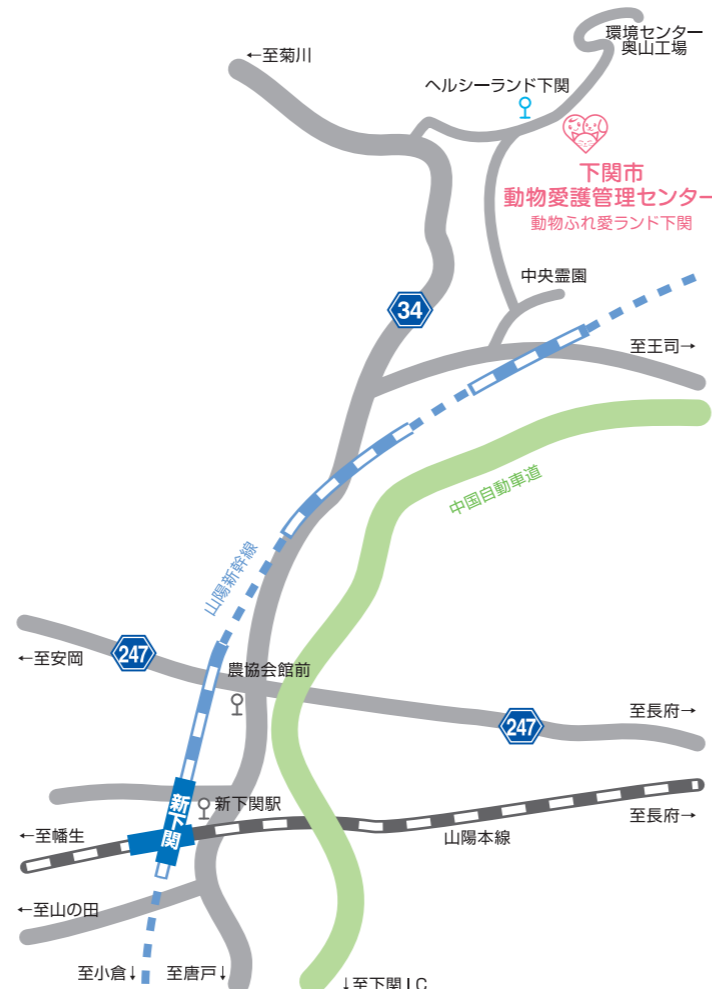 環境センター
奥山工場
←至菊川
ヘルシーランド下関
下関市
動物愛護管理センター
動物ふれ愛ランド下関
中央霊園
34
至王司→
中国自動車道
山陽新幹線
←至安岡
247
農協会館前
247
至長府→
新下関
新下関駅
←至幡生
至長府→
山陽本線
←至山の田
至小倉↓
至唐戸↓
↓至下関IC